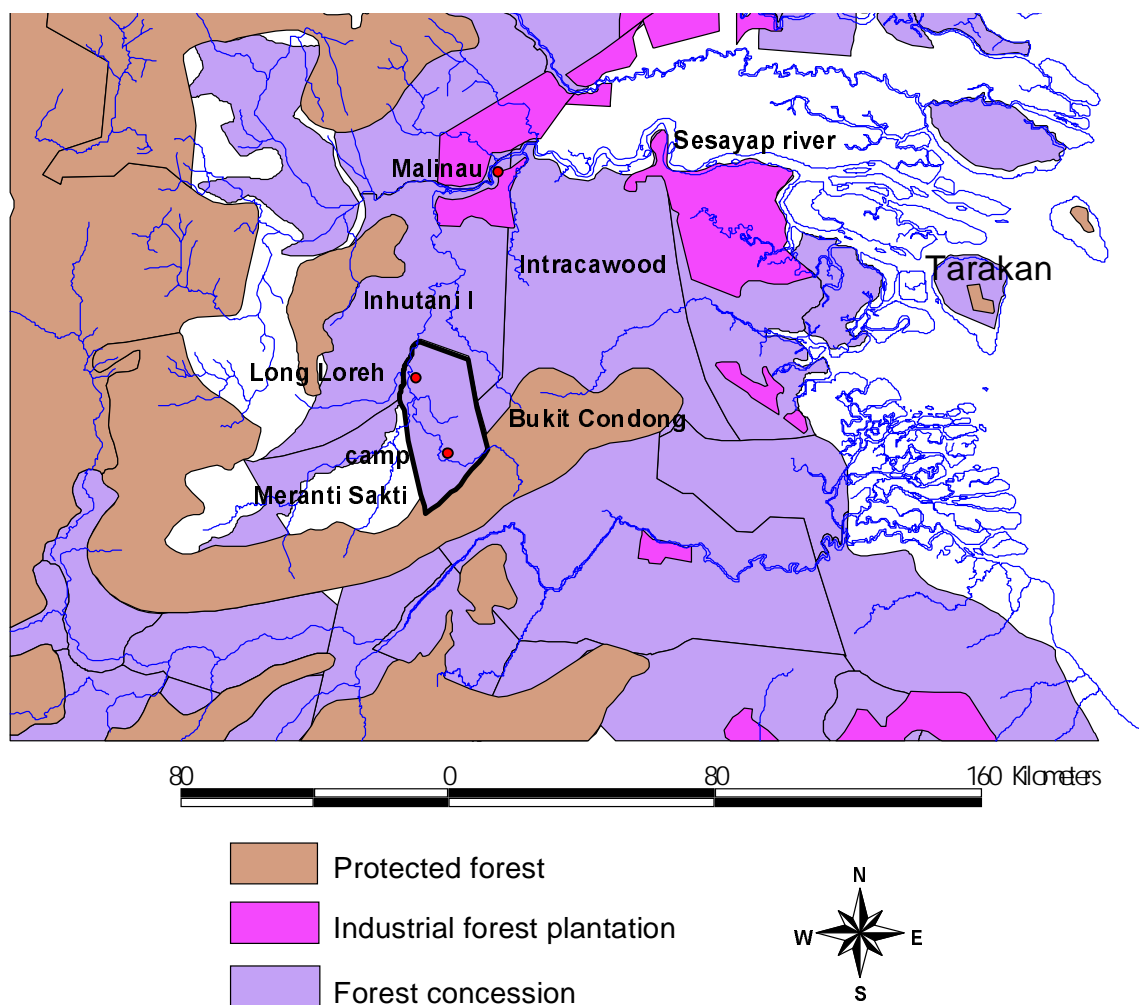 Sesayap river
Malinau
Tarakan
Intracawood
Inhutani I
Long Loreh
Bukit Condong
camp
Meranti Sakti
80 0 80 160 Kilometers
Protected forest
Industrial forest plantation
Forest concession
N
W E
S